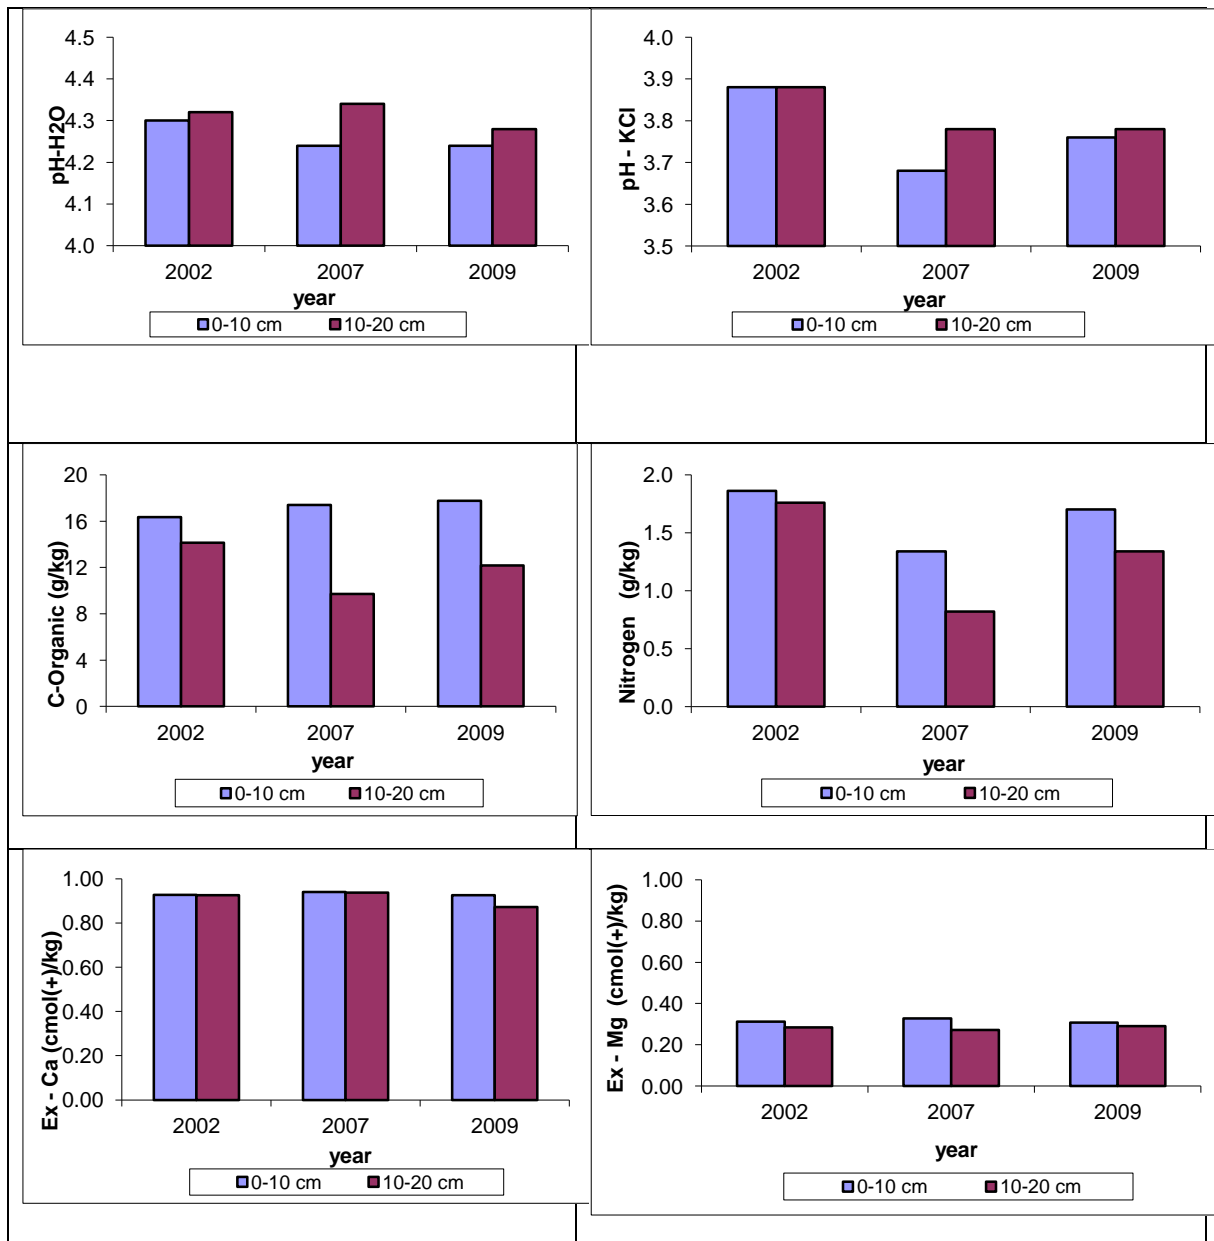 4.5
4.4
4.3
4.2
4.1
4.0
pH-H2O
2002 2007 2009
year
0-10 cm 10-20 cm
4.0
3.9
3.8
3.7
3.6
3.5
pH - KCl
2002 2007 2009
year
0-10 cm 10-20 cm
20
16
12
8
4
0
C-Organic (g/kg)
2002 2007 2009
year
0-10 cm 10-20 cm
2.0
1.5
1.0
0.5
0.0
Nitrogen (g/kg)
2002 2007 2009
year
0-10 cm 10-20 cm
1.00
0.80
0.60
0.40
0.20
0.00
Ex - Ca (cmol(+)/kg)
2002 2007 2009
year
0-10 cm 10-20 cm
1.00
0.80
0.60
0.40
0.20
0.00
Ex - Mg (cmol(+)/kg)
2002 2007 2009
year
0-10 cm 10-20 cm